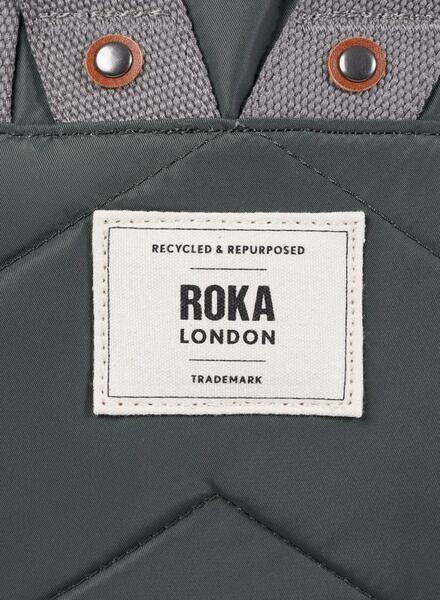 RECYCLED & REPURPOSED
ROKA
LONDON
TRADEMARK